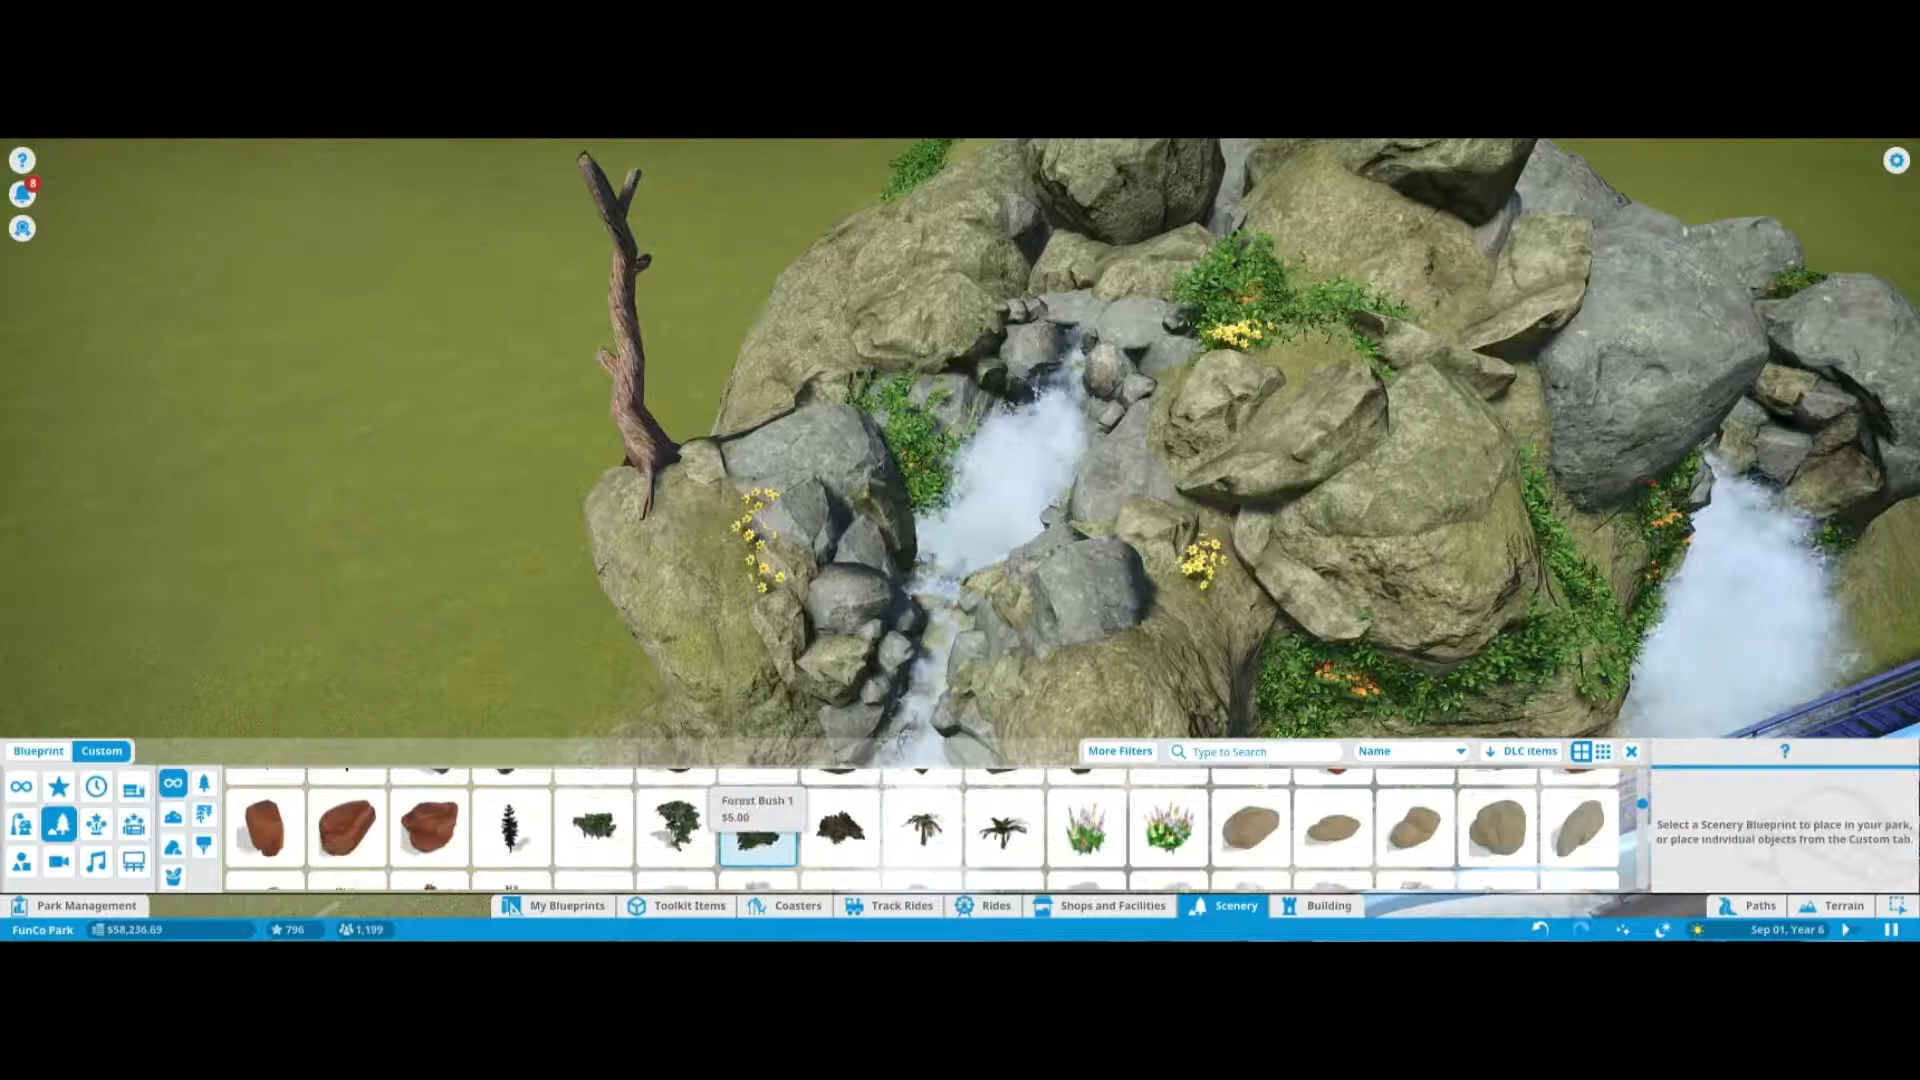 8
Blueprint
Custom
More Filters
Type to Search
Name
DLC items
?
Forest Bush 1
$5.00
Select a Scenery Blueprint to place in your park,
or place individual objects from the Custom tab.
Park Management
My Blueprints
Toolkit Items
Coasters
Track Rides
Rides
Shops and Facilities
Scenery
Building
Paths
Terrain
FunCo Park
$58,236.69
796
1,199
Sep 01, Year 6